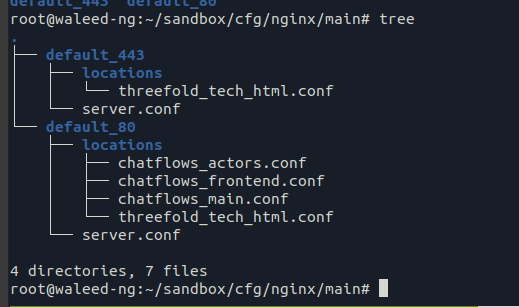 default_443 default_80
root@waleed-ng:~/sandbox/cfg/nginx/main# tree
.
├── default_443
│   ├── locations
│   │   └── threefold_tech_html.conf
│   └── server.conf
└── default_80
    ├── locations
    │   ├── chatflows_actors.conf
    │   ├── chatflows_frontend.conf
    │   ├── chatflows_main.conf
    │   └── threefold_tech_html.conf
    └── server.conf
4 directories, 7 files
root@waleed-ng:~/sandbox/cfg/nginx/main#